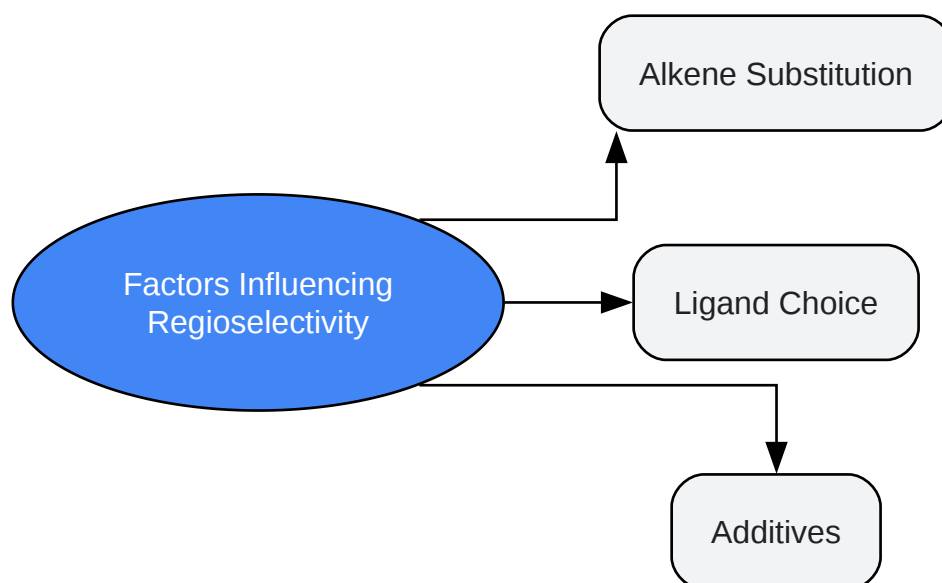 Alkene Substitution
Factors Influencing
Regioselectivity
Ligand Choice
Additives